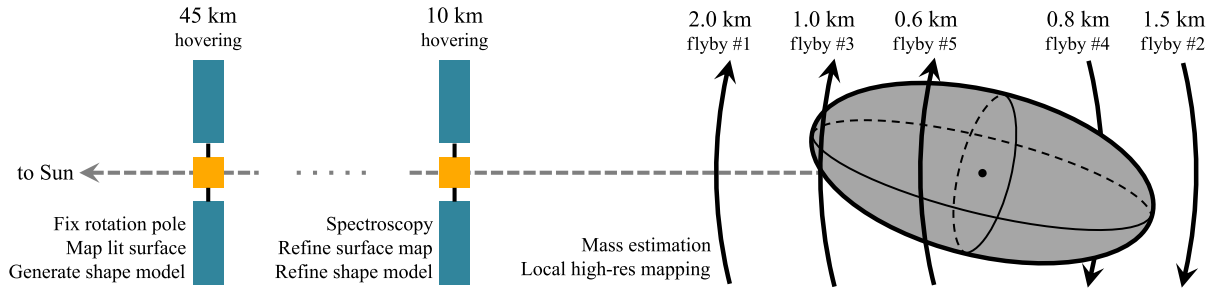 45 km
hovering
10 km
hovering
2.0 km
flyby #1
1.0 km
flyby #3
0.6 km
flyby #5
0.8 km
flyby #4
1.5 km
flyby #2
to Sun
Fix rotation pole
Map lit surface
Generate shape model
Spectroscopy
Refine surface map
Refine shape model
Mass estimation
Local high-res mapping